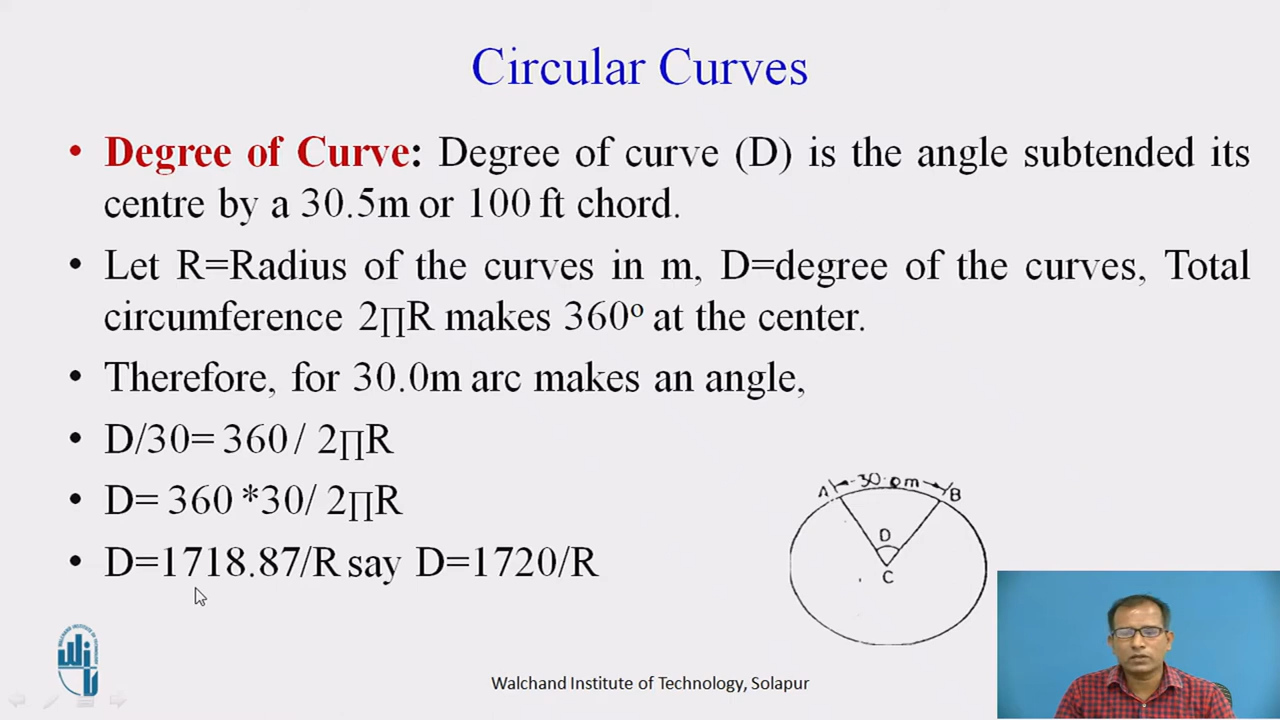 Circular Curves
• Degree of Curve: Degree of curve (D) is the angle subtended its
centre by a 30.5m or 100 ft chord.
• Let R=Radius of the curves in m, D=degree of the curves, Total
circumference 2∏R makes 360º at the center.
• Therefore, for 30.0m arc makes an angle,
• D/30= 360 / 2∏R
• D= 360 *30/ 2∏R
• D=1718.87/R say D=1720/R
A 30.0m B
D
C
Walchand Institute of Technology, Solapur